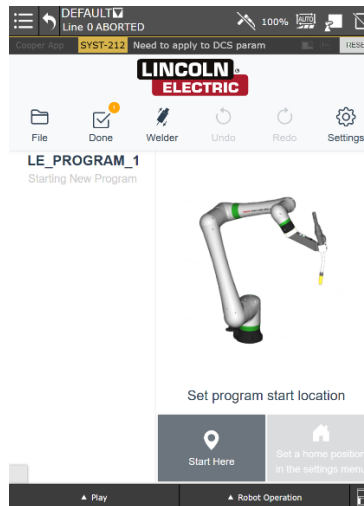 DEFAULT
Line 0 ABORTED
100%
AUTO
Cooper App
SYST-212 Need to apply to DCS param
RESE
LINCOLN ®
ELECTRIC
File
Done
Welder
Undo
Redo
Settings
LE_PROGRAM_1
Starting New Program
Set program start location
Start Here
Set a home position
in the settings menu
▲ Play
▲ Robot Operation